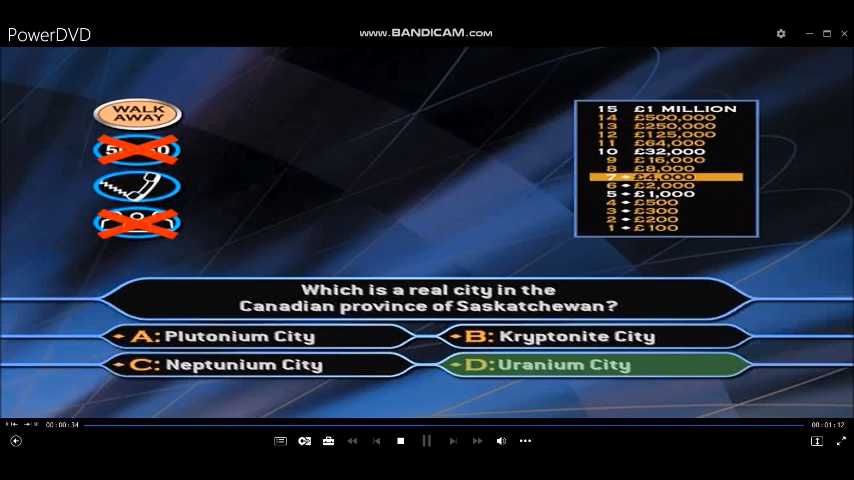 PowerDVD
www.BANDICAM.com
WALK
AWAY
15 £1 MILLION
14 £500,000
13 £250,000
12 £125,000
11 £64,000
10 £32,000
9 £16,000
8 £8,000
7 ◆ £4,000
6 ◆ £2,000
5 ◆ £1,000
4 ◆ £500
3 ◆ £300
2 ◆ £200
1 ◆ £100
Which is a real city in the
Canadian province of Saskatchewan?
A: Plutonium City
B: Kryptonite City
C: Neptunium City
D: Uranium City
00:00:34
00:01:12